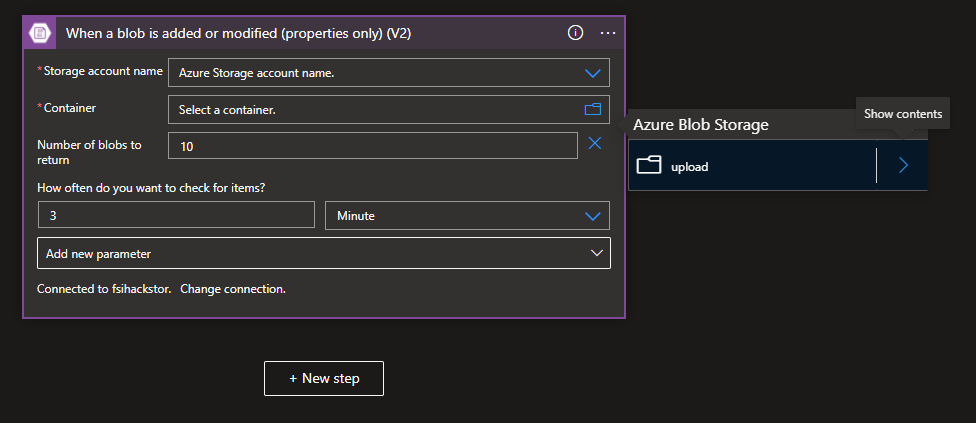 When a blob is added or modified (properties only) (V2)
*Storage account name
Azure Storage account name.
*Container
Select a container.
Number of blobs to
return
10
How often do you want to check for items?
3
Minute
Add new parameter
Connected to fsihackstor. Change connection.
+ New step
Show contents
Azure Blob Storage
upload